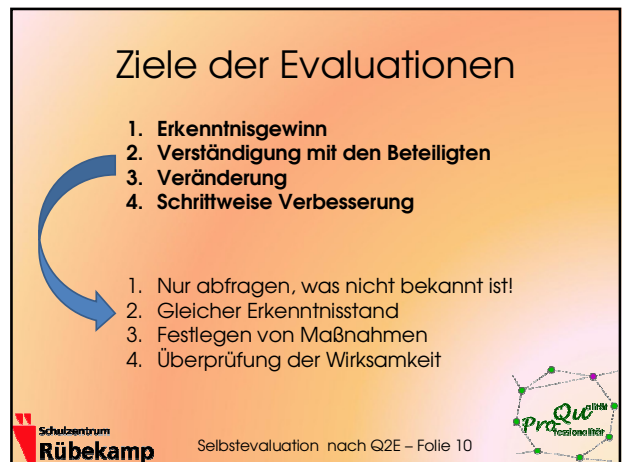 Ziele der Evaluationen
1. Erkenntnisgewinn
2. Verständigung mit den Beteiligten
3. Veränderung
4. Schrittweise Verbesserung
1. Nur abfragen, was nicht bekannt ist!
2. Gleicher Erkenntnisstand
3. Festlegen von Maßnahmen
4. Überprüfung der Wirksamkeit
Schulzentrum
Rübekamp
Selbstevaluation nach Q2E – Folie 10
Qualität
Professionalität